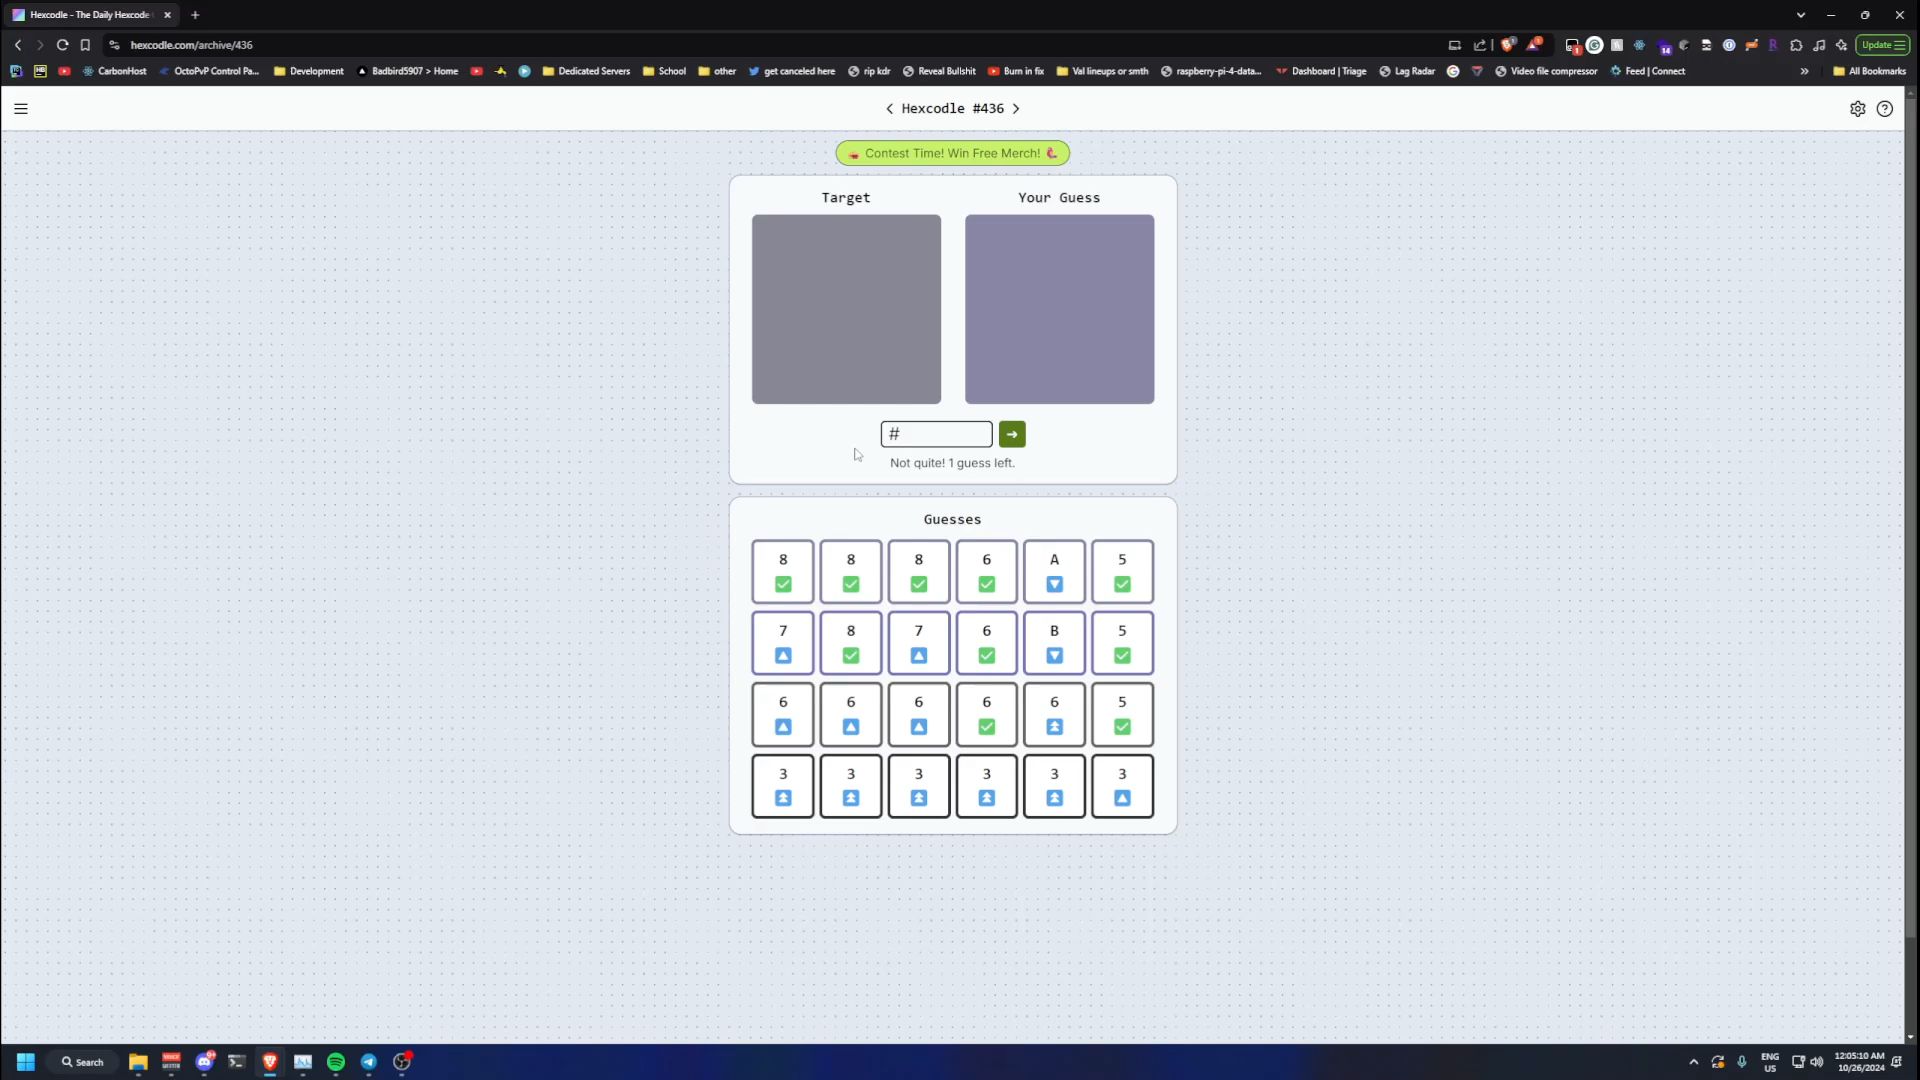 Hexcodle - The Daily Hexcode
hexcodle.com/archive/436
Update
CarbonHost
OctoPvP Control Pa...
Development
Badbird5907 > Home
Dedicated Servers
School
other
get canceled here
rip kdr
Reveal Bullshit
Burn in fix
Val lineups or smth
raspberry-pi-4-data...
Dashboard | Triage
Lag Radar
Video file compressor
Feed | Connect
»
All Bookmarks
< Hexcodle #436 >
Contest Time! Win Free Merch!
Target
Your Guess
#
Not quite! 1 guess left.
Guesses
8 8 8 6 A 5
7 8 7 6 B 5
6 6 6 6 6 5
3 3 3 3 3 3
Search
ENG
US
12:05:10 AM
10/26/2024